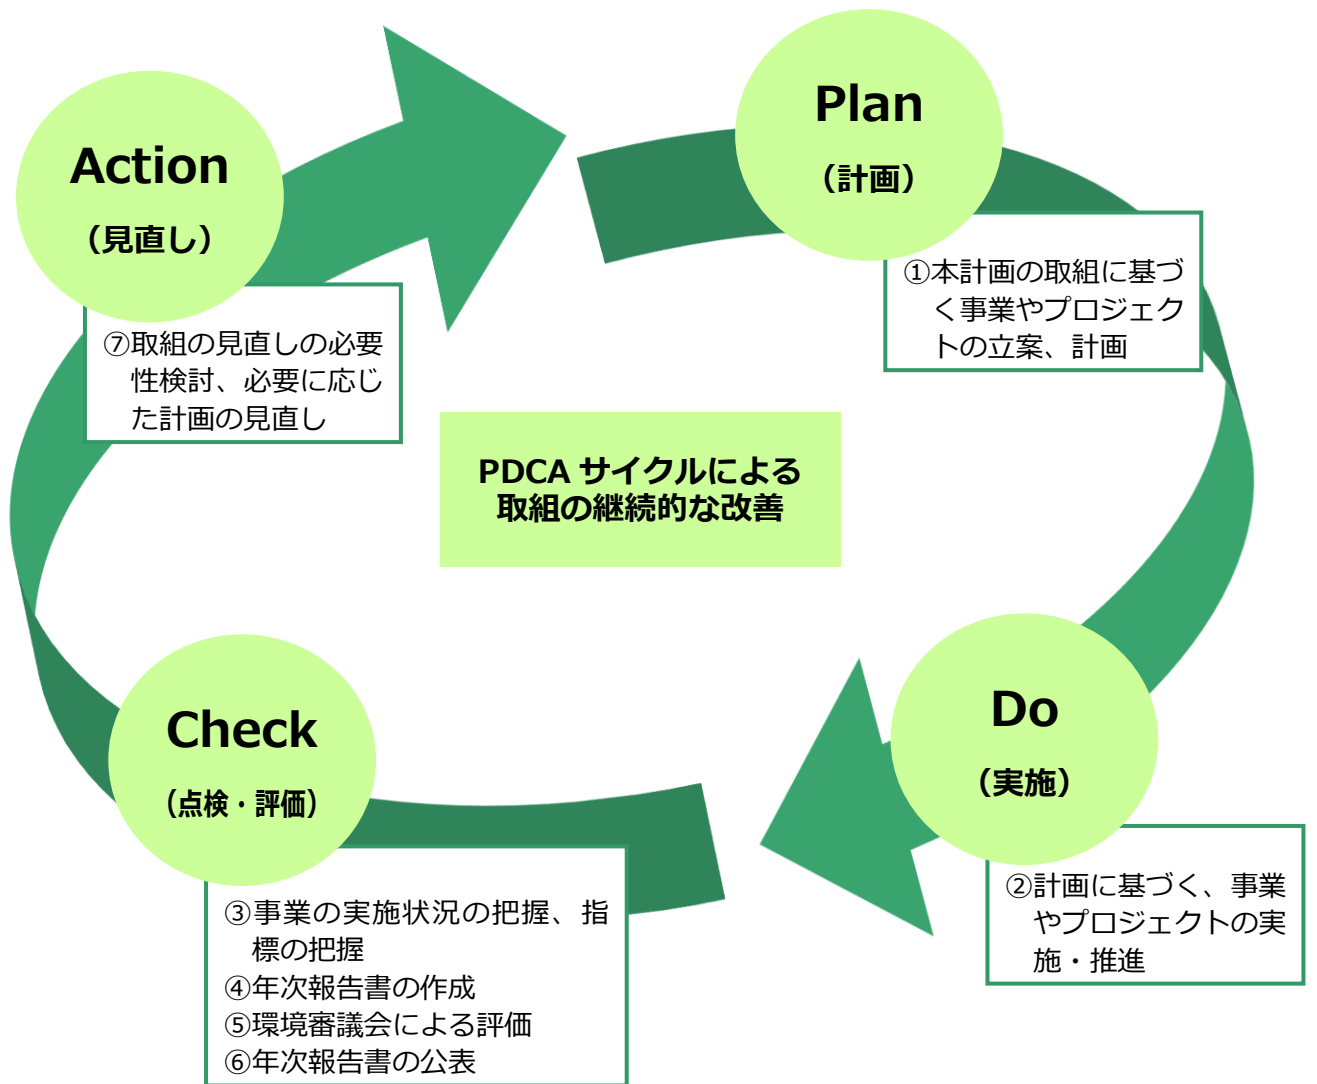 Plan
（計画）
①本計画の取組に基づ
く事業やプロジェク
トの立案、計画
Do
（実施）
②計画に基づく、事業
やプロジェクトの実
施・推進
Check
（点検・評価）
③事業の実施状況の把握、指
標の把握
④年次報告書の作成
⑤環境審議会による評価
⑥年次報告書の公表
Action
（見直し）
⑦取組の見直しの必要
性検討、必要に応じ
た計画の見直し
PDCA サイクルによる
取組の継続的な改善